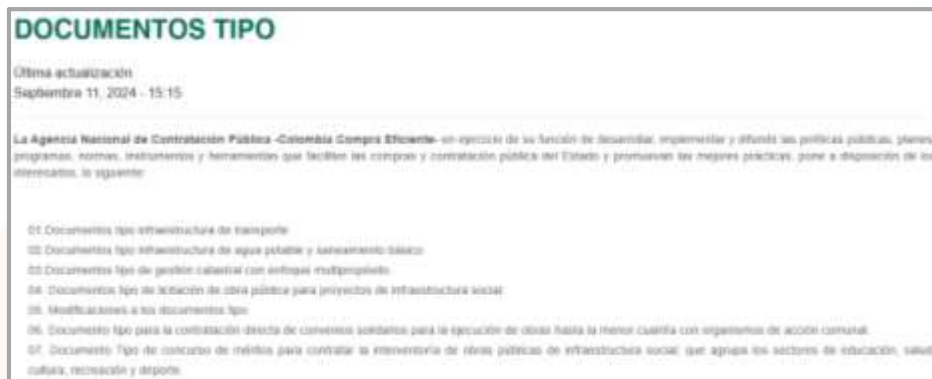 DOCUMENTOS TIPO
Última actualización
Septiembre 11, 2024 - 15:15
La Agencia Nacional de Contratación Pública -Colombia Compra Eficiente- en ejercicio de su función de desarrollar, implementar y difundir las políticas públicas, planes,
programas, normas, instrumentos y herramientas que faciliten las compras y contratación pública del Estado y promuevan las mejores prácticas, pone a disposición de los
interesados, lo siguiente:
01.Documentos tipo infraestructura de transporte
02.Documentos tipo infraestructura de agua potable y saneamiento básico
03.Documentos tipo de gestión catastral con enfoque multipropósito
04. Documentos tipo de licitación de obra pública para proyectos de infraestructura social
05. Modificaciones a los documentos tipo
06. Documento tipo para la contratación directa de convenios solidarios para la ejecución de obras hasta la menor cuantía con organismos de acción comunal
07. Documento Tipo de concurso de méritos para contratar la interventoría de obras públicas de infraestructura social, que agrupa los sectores de educación, salud,
cultura, recreación y deporte